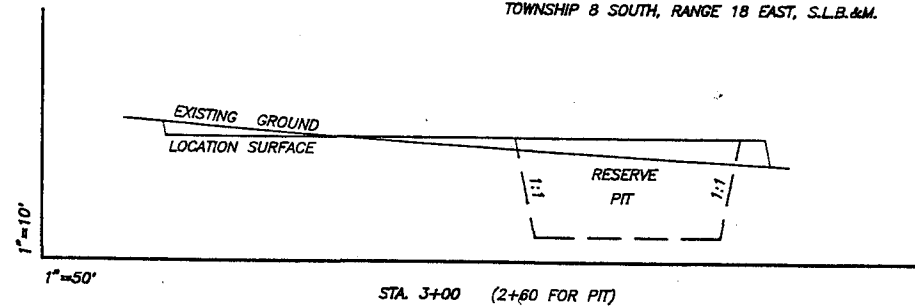 TOWNSHIP 8 SOUTH, RANGE 18 EAST, S.L.B.&M.
EXISTING GROUND
LOCATION SURFACE
1:1
RESERVE
PIT
1:1
1"=10'
1"=50'
STA. 3+00 (2+60 FOR PIT)